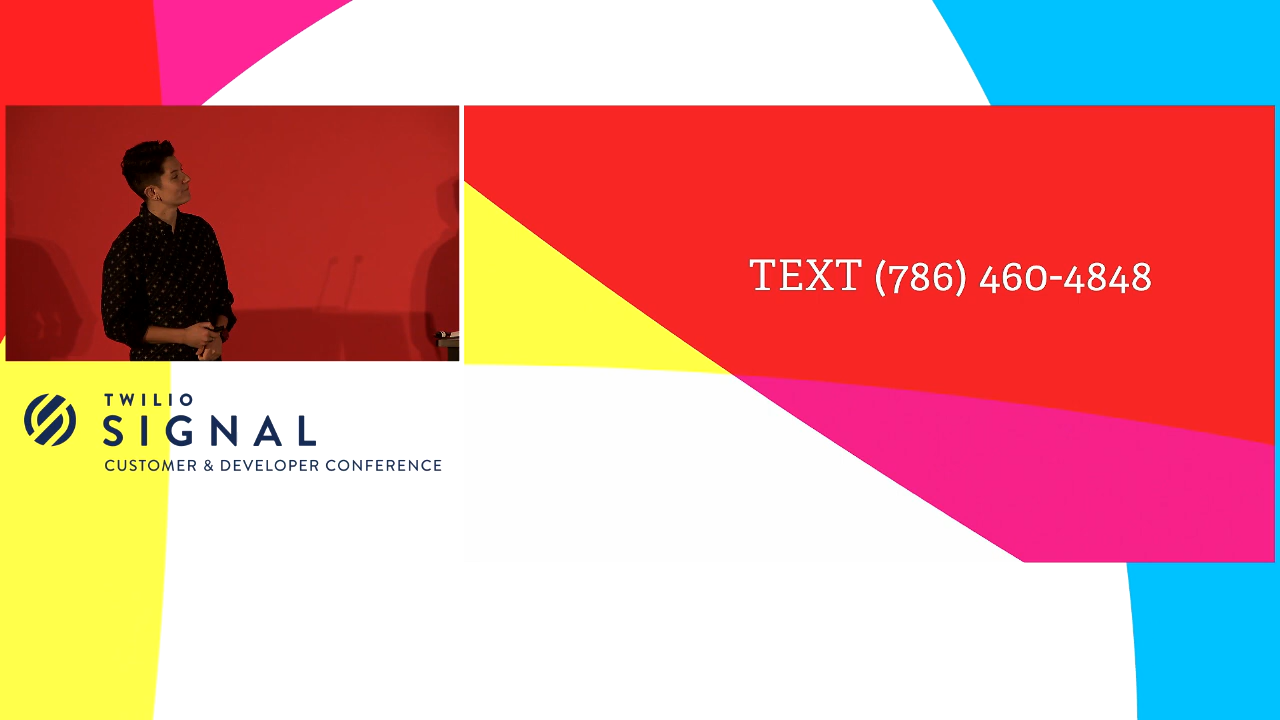 TEXT (786) 460-4848
TWILIO
SIGNAL
CUSTOMER & DEVELOPER CONFERENCE